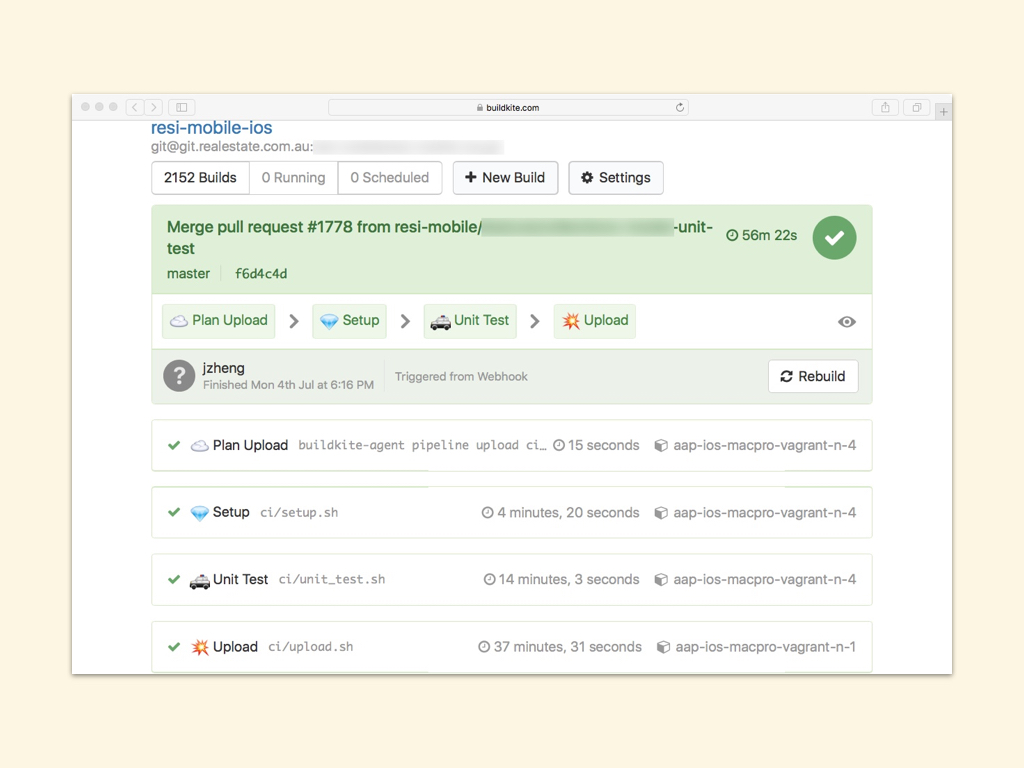 buildkite.com
resi-mobile-ios
git@git.realestate.com.au:
2152 Builds 0 Running 0 Scheduled New Build Settings
Merge pull request #1778 from resi-mobile/ -unit-
test
56m 22s
master f6d4c4d
Plan Upload Setup Unit Test Upload
? jzheng
Finished Mon 4th Jul at 6:16 PM
Triggered from Webhook
Rebuild
Plan Upload buildkite-agent pipeline upload ci… 15 seconds aap-ios-macpro-vagrant-n-4
Setup ci/setup.sh 4 minutes, 20 seconds aap-ios-macpro-vagrant-n-4
Unit Test ci/unit_test.sh 14 minutes, 3 seconds aap-ios-macpro-vagrant-n-4
Upload ci/upload.sh 37 minutes, 31 seconds aap-ios-macpro-vagrant-n-1